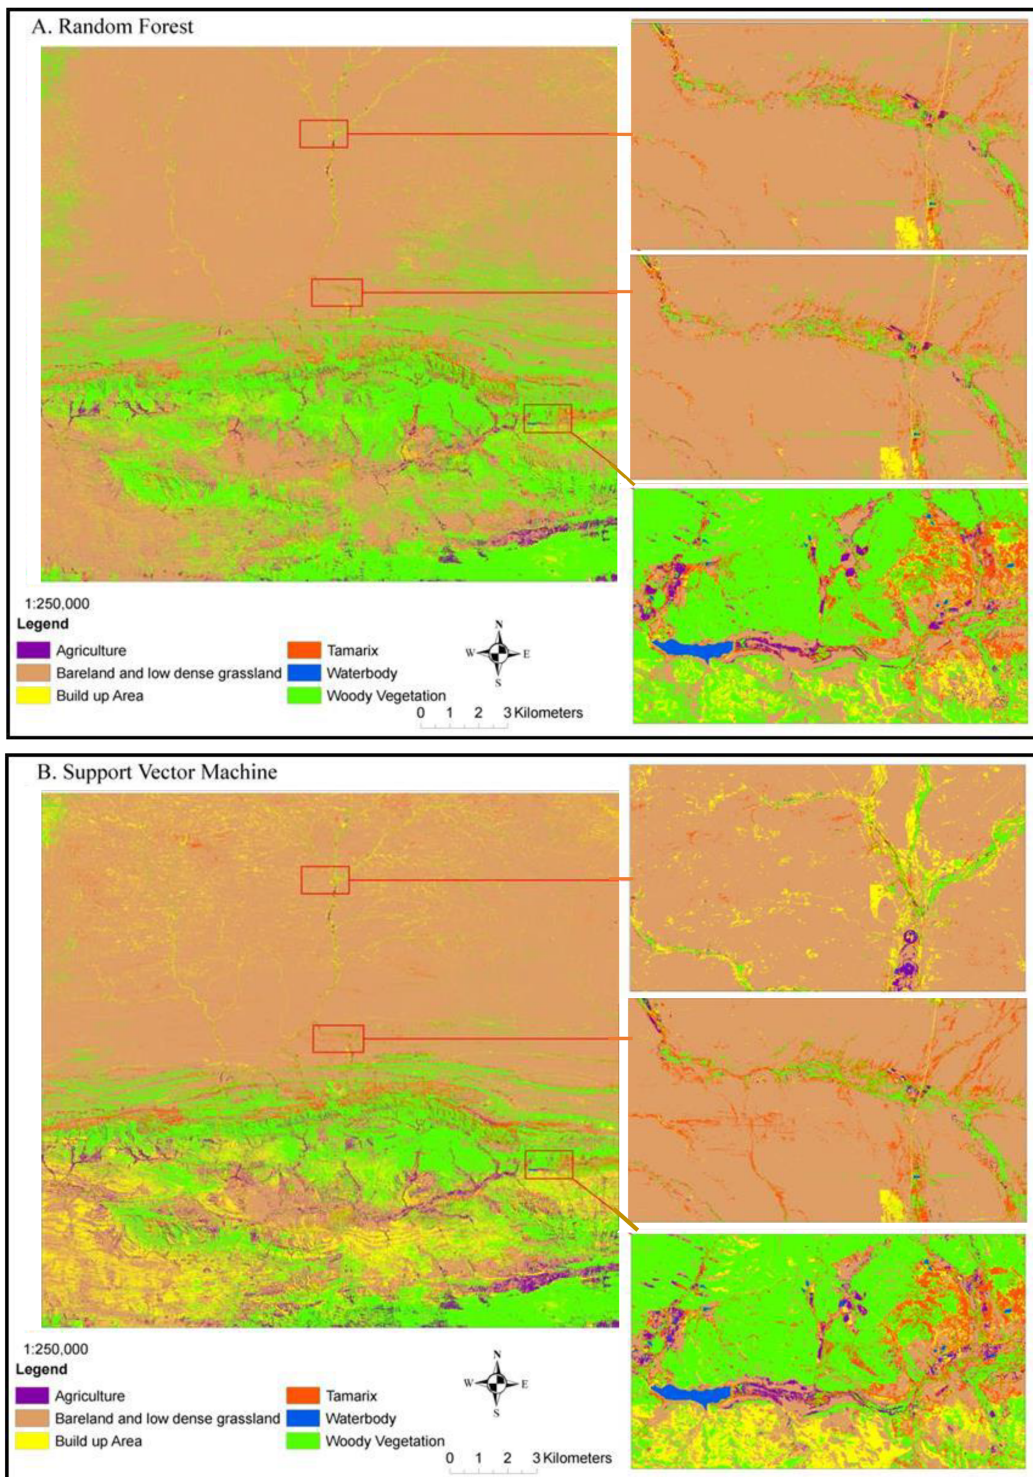 A. Random Forest
1:250,000
Legend
Agriculture
Bareland and low dense grassland
Build up Area
Tamarix
Waterbody
Woody Vegetation
N
W E
S
0 1 2 3 Kilometers
B. Support Vector Machine
1:250,000
Legend
Agriculture
Bareland and low dense grassland
Build up Area
Tamarix
Waterbody
Woody Vegetation
N
W E
S
0 1 2 3 Kilometers